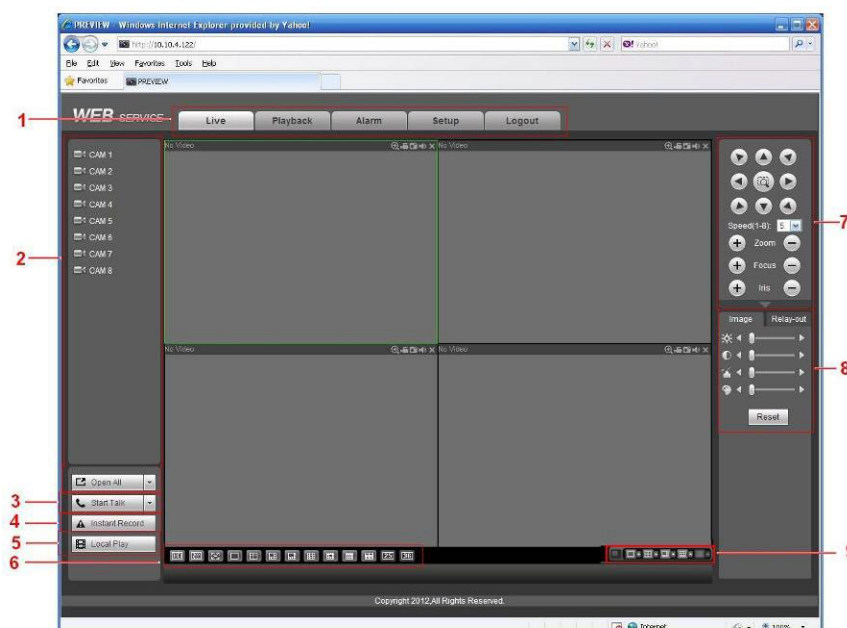 PREVIEW - Windows Internet Explorer provided by Yahoo!
http://10.10.4.122/
Yahoo!
File Edit View Favorites Tools Help
Favorites PREVIEW
WEB SERVICE
1
Live Playback Alarm Setup Logout
No Video No Video
CAM 1
CAM 2
CAM 3
CAM 4
CAM 5
CAM 6
CAM 7
CAM 8
2
Speed(1-8): 5
7
Zoom
Focus
Iris
Image Relay-out
8
Reset
No Video No Video
Open All
3 Start Talk
4 Instant Record
5 Local Play
6
25 36
Copyright 2012,All Rights Reserved.
Internet 100%